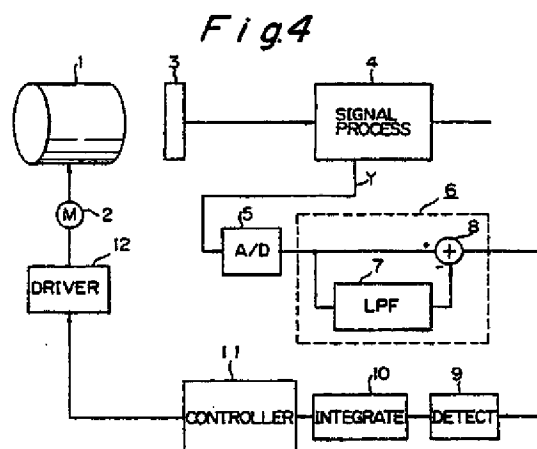 Fig.4
1
3
4
SIGNAL
PROCESS
Y
M
2
5
A/D
6
+
8
+
-
7
LPF
12
DRIVER
11
CONTROLLER
10
INTEGRATE
9
DETECT